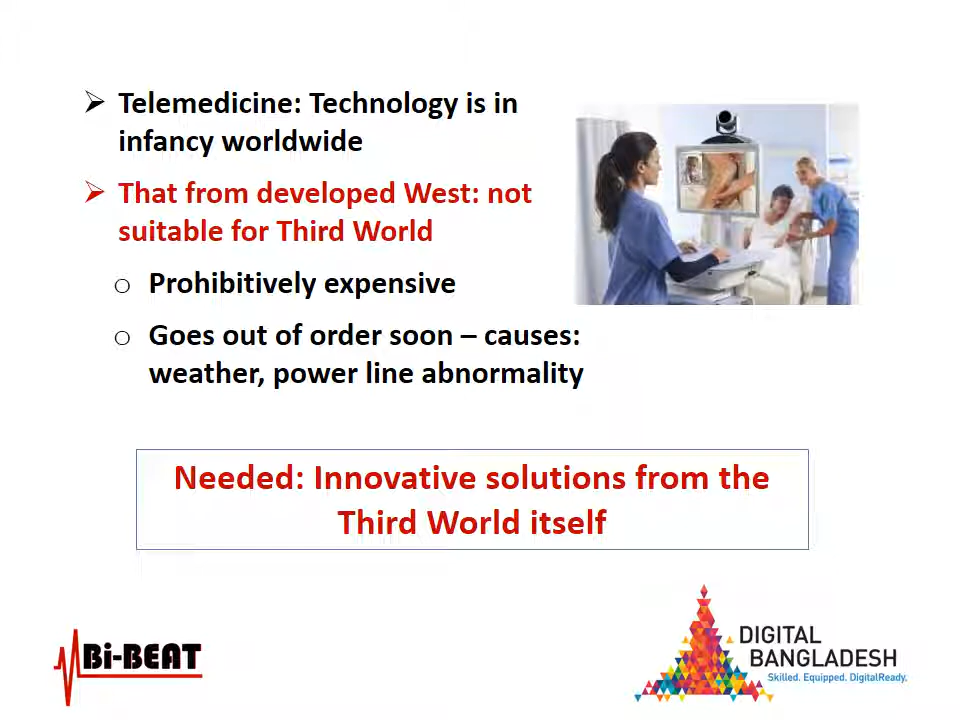 Telemedicine: Technology is in
infancy worldwide
That from developed West: not
suitable for Third World
Prohibitively expensive
Goes out of order soon – causes:
weather, power line abnormality
Needed: Innovative solutions from the
Third World itself
Bi-BEAT
DIGITAL
BANGLADESH
Skilled. Equipped. DigitalReady.